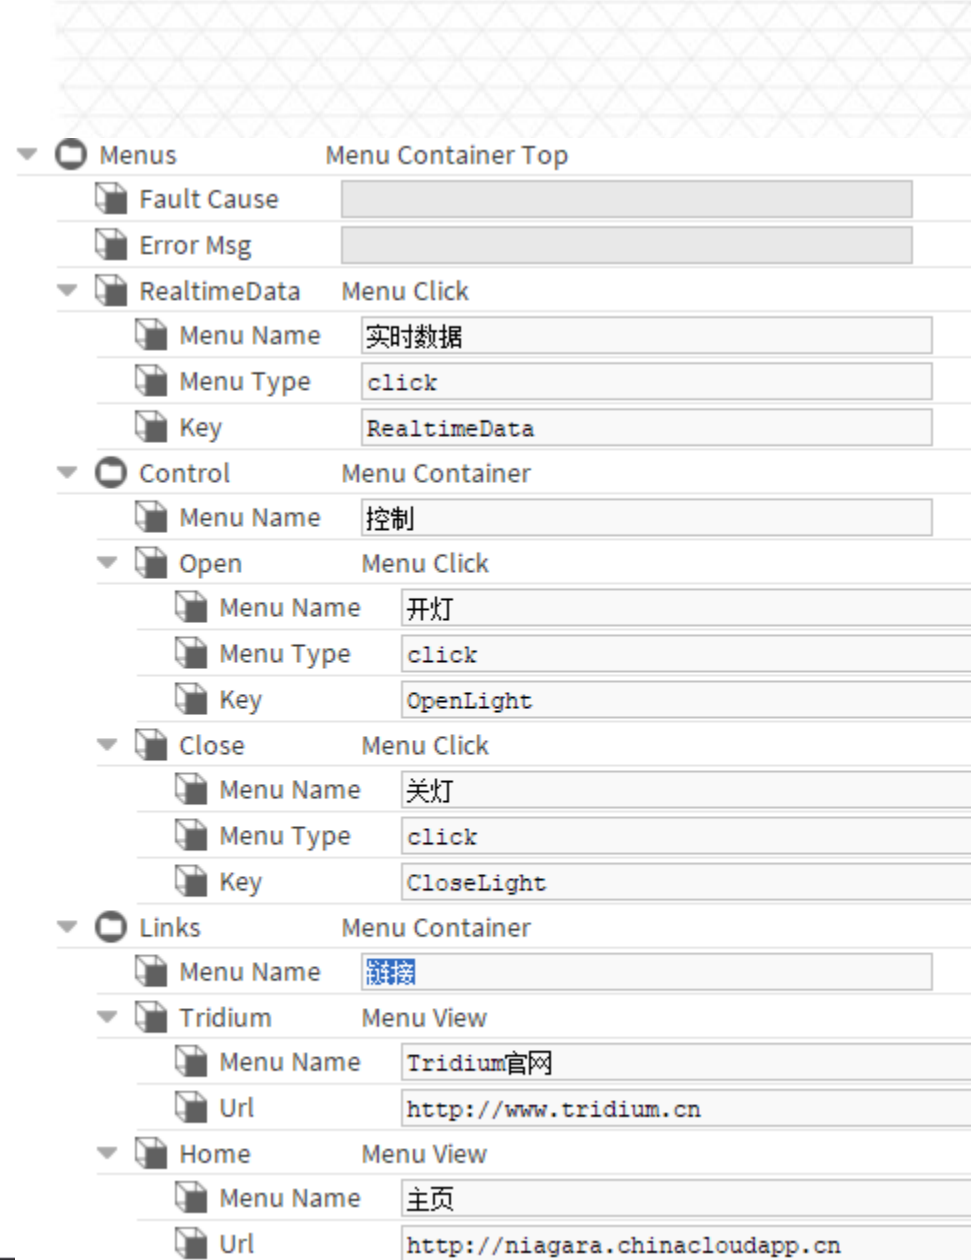 Menus Menu Container Top
Fault Cause
Error Msg
RealtimeData Menu Click
Menu Name 实时数据
Menu Type click
Key RealtimeData
Control Menu Container
Menu Name 控制
Open Menu Click
Menu Name 开灯
Menu Type click
Key OpenLight
Close Menu Click
Menu Name 关灯
Menu Type click
Key CloseLight
Links Menu Container
Menu Name 链接
Tridium Menu View
Menu Name Tridium官网
Url http://www.tridium.cn
Home Menu View
Menu Name 主页
Url http://niagara.chinacloudapp.cn